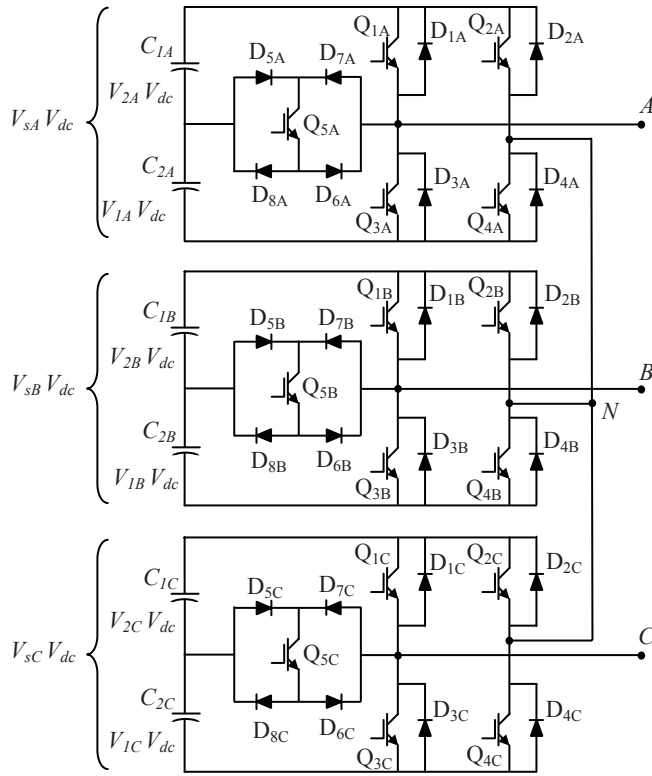 Q1A D1A Q2A D2A
C1A D5A D7A
V2A Vdc
VsA Vdc Q5A A
C2A
D8A D6A D3A D4A
V1A Vdc Q3A Q4A
Q1B D1B Q2B D2B
C1B D5B D7B
V2B Vdc
VsB Vdc Q5B B
N
C2B
D8B D6B D3B D4B
V1B Vdc Q3B Q4B
Q1C D1C Q2C D2C
C1C D5C D7C
V2C Vdc
VsC Vdc Q5C C
C2C
D8C D6C D3C D4C
V1C Vdc Q3C Q4C